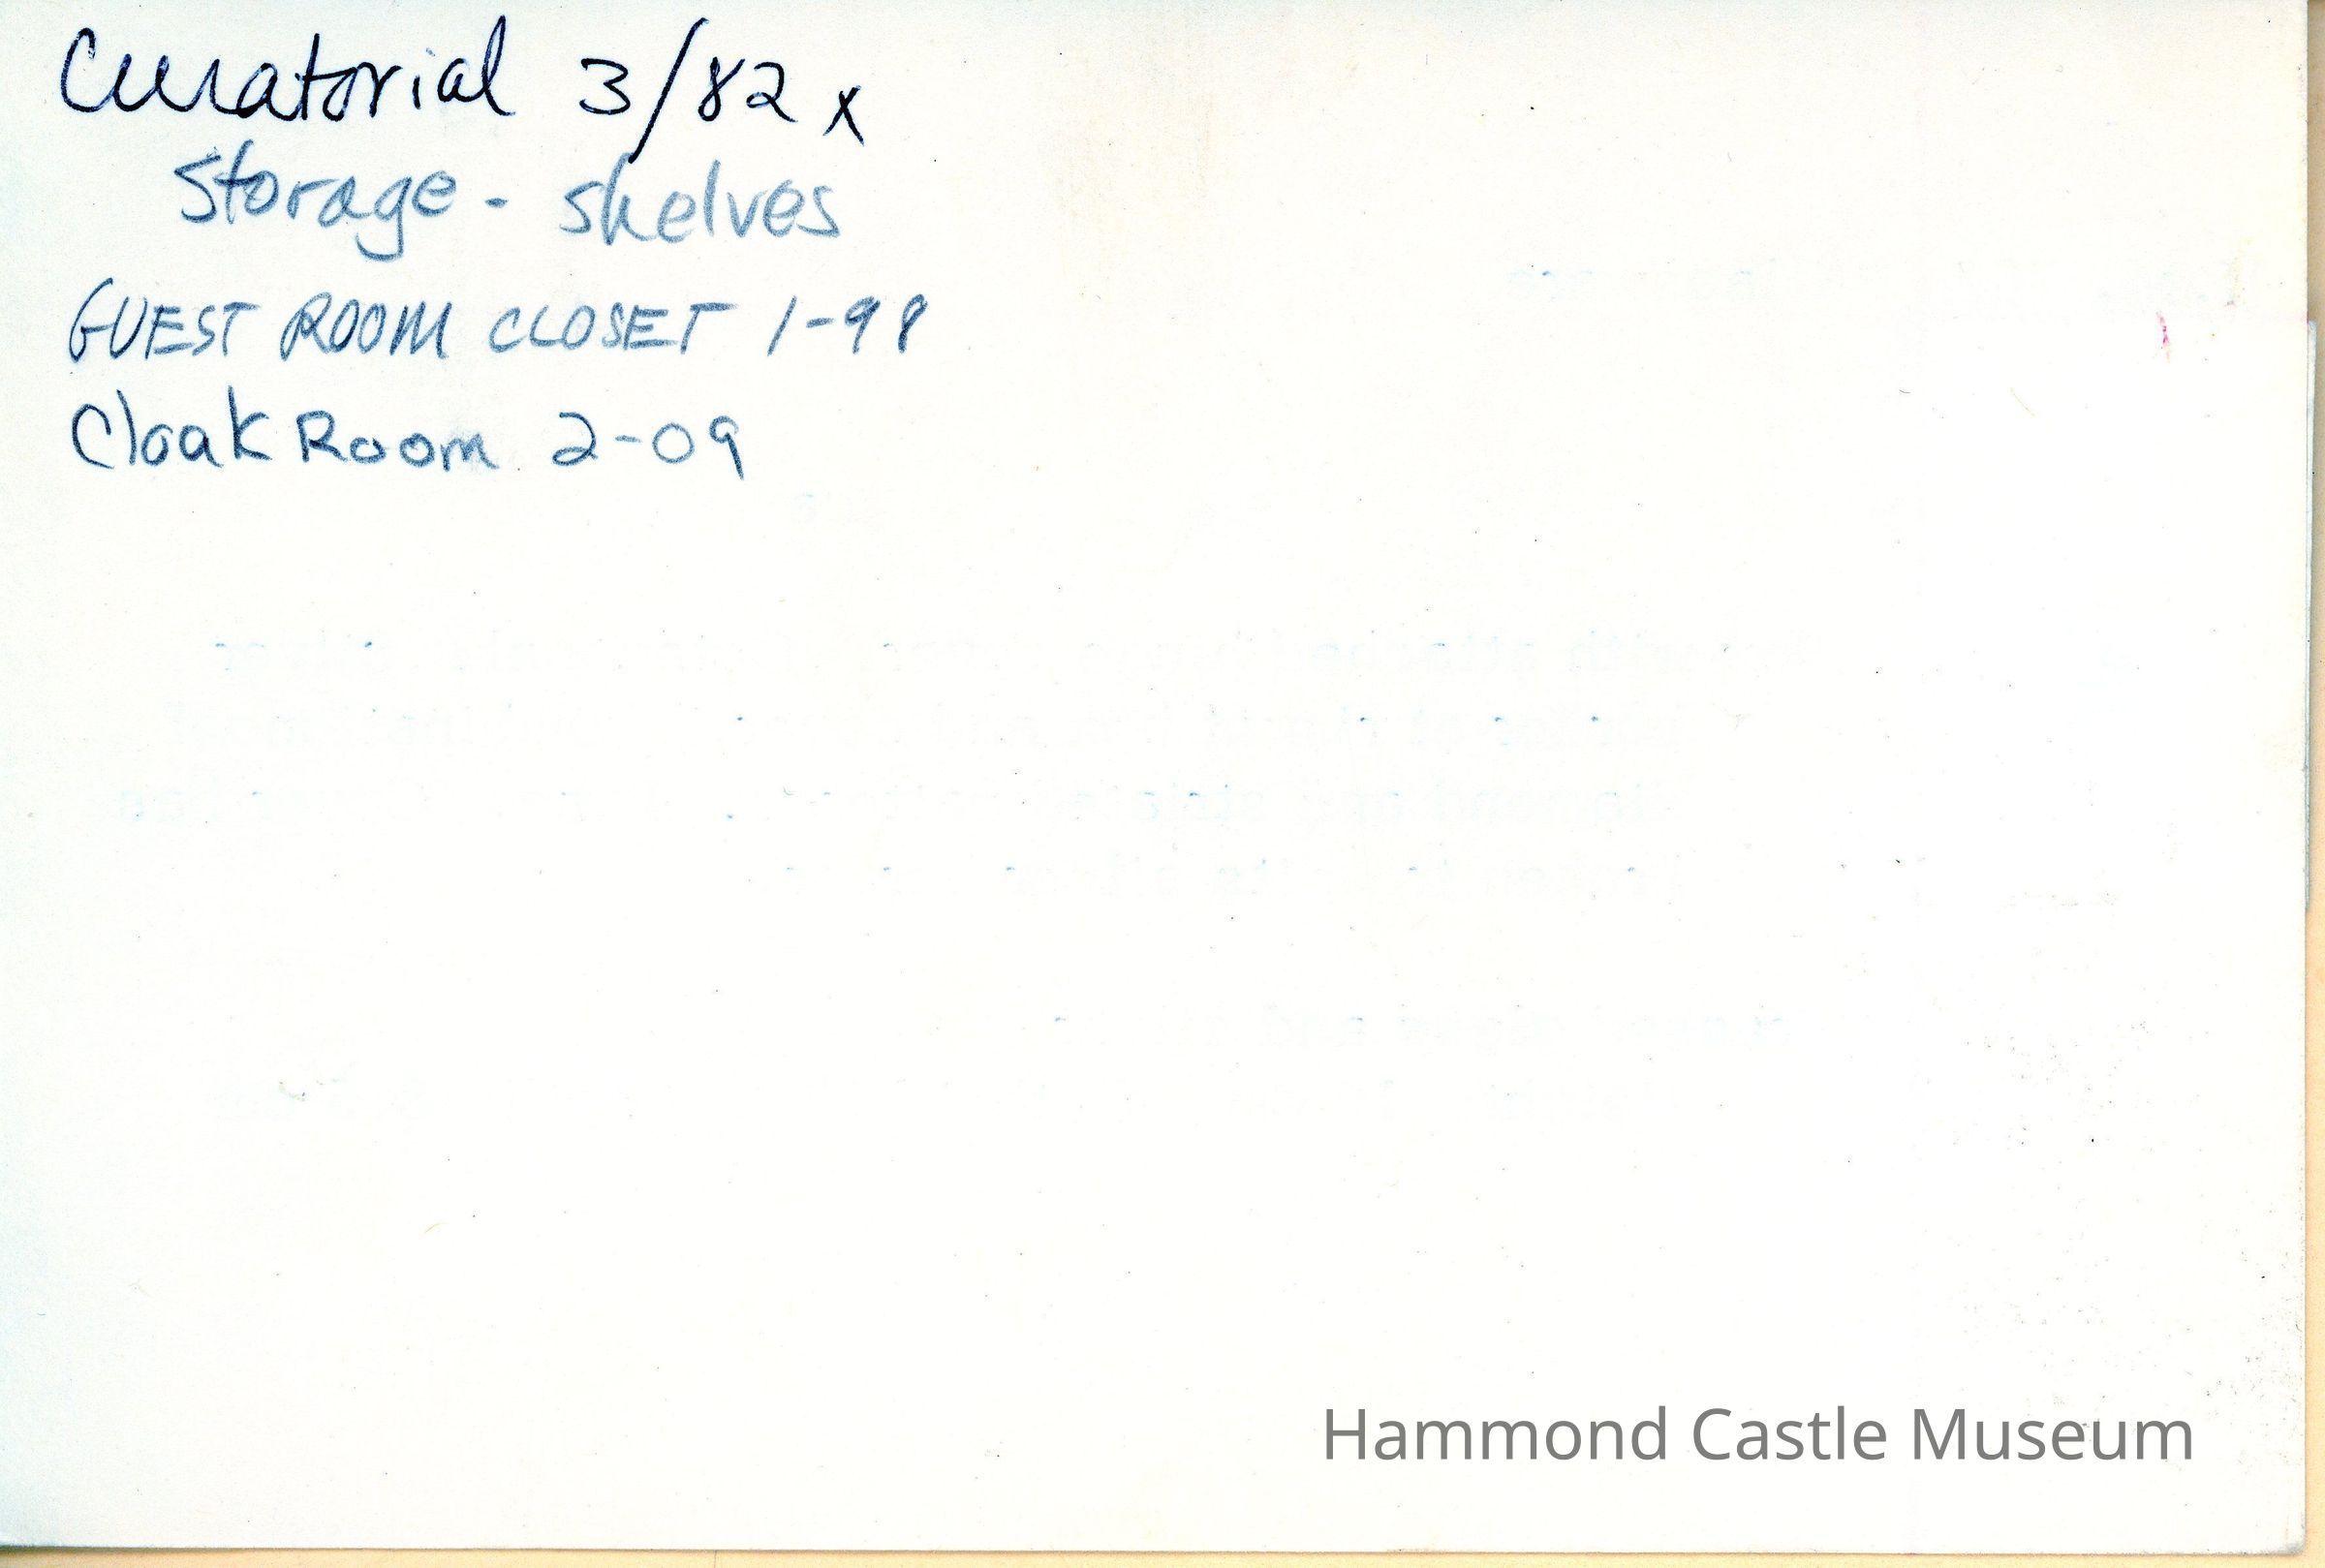 Curatorial 3/82 x
Storage - shelves
GUEST ROOM CLOSET 1-98
Cloak Room 2-09
Hammond Castle Museum